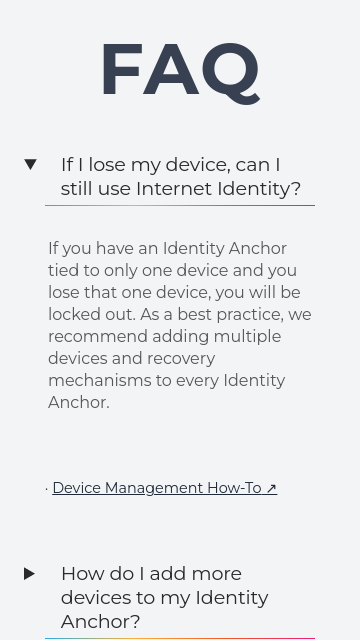 FAQ
▼ If I lose my device, can I
still use Internet Identity?
If you have an Identity Anchor
tied to only one device and you
lose that one device, you will be
locked out. As a best practice, we
recommend adding multiple
devices and recovery
mechanisms to every Identity
Anchor.
· Device Management How-To ↗
▶ How do I add more
devices to my Identity
Anchor?